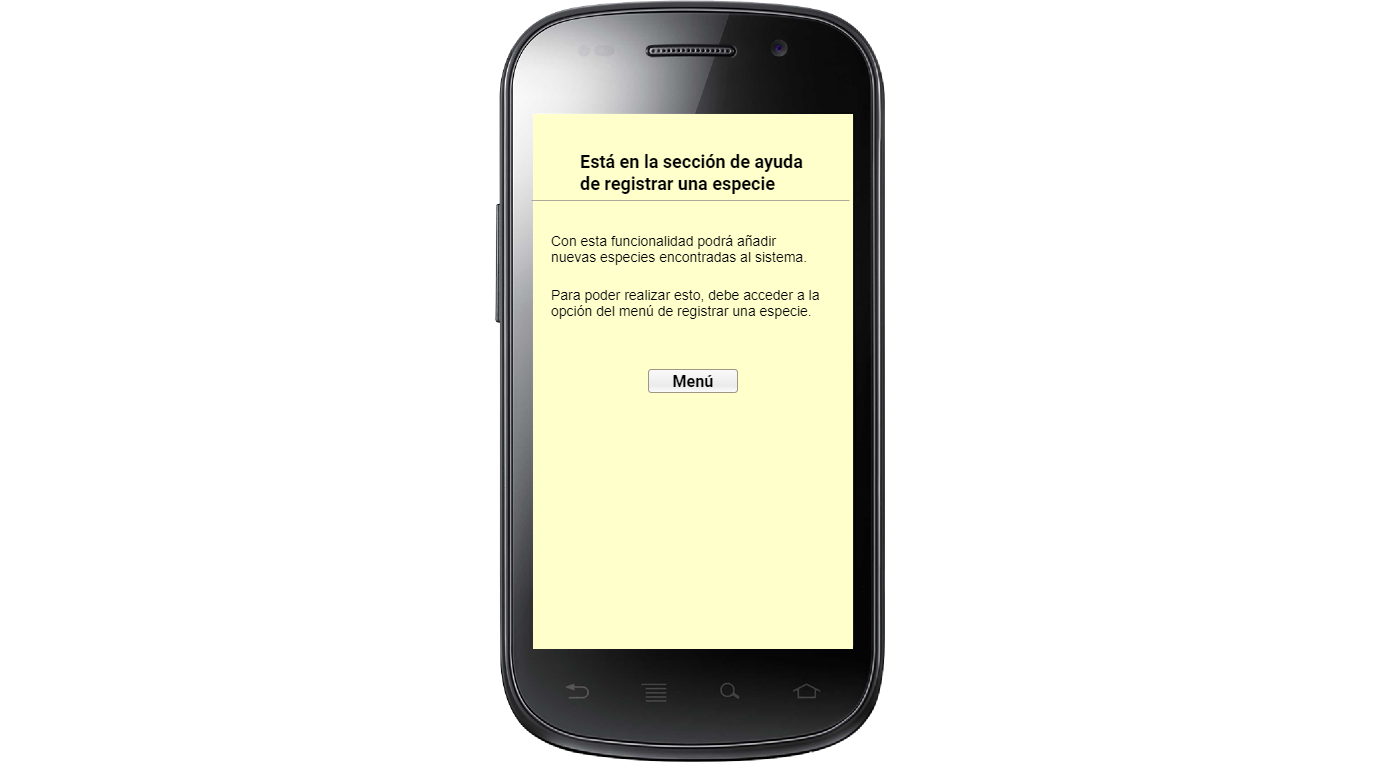 Está en la sección de ayuda
de registrar una especie
Con esta funcionalidad podrá añadir
nuevas especies encontradas al sistema.
Para poder realizar esto, debe acceder a la
opción del menú de registrar una especie.
Menú